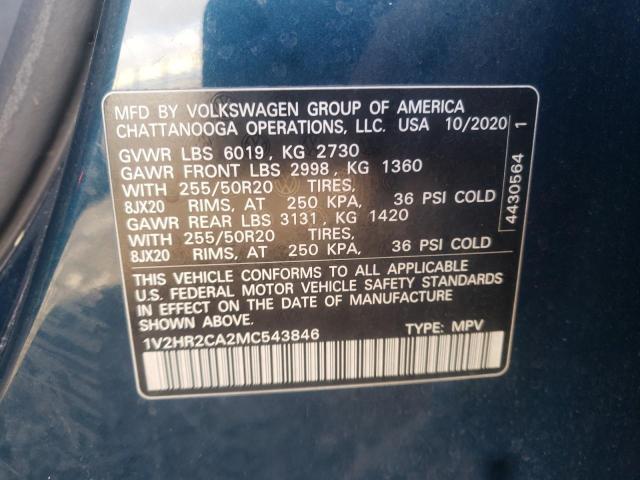 MFD BY VOLKSWAGEN GROUP OF AMERICA
CHATTANOOGA OPERATIONS, LLC. USA 10/2020
GVWR LBS 6019, KG 2730
GAWR FRONT LBS 2998, KG 1360
WITH 255/50R20 TIRES,
8JX20 RIMS, AT 250 KPA, 36 PSI COLD
GAWR REAR LBS 3131, KG 1420
WITH 255/50R20 TIRES,
8JX20 RIMS, AT 250 KPA, 36 PSI COLD
THIS VEHICLE CONFORMS TO ALL APPLICABLE
U.S. FEDERAL MOTOR VEHICLE SAFETY STANDARDS
IN EFFECT ON THE DATE OF MANUFACTURE
SHOWN ABOVE.
1V2HR2CA2MC543846 TYPE: MPV
4430564 1